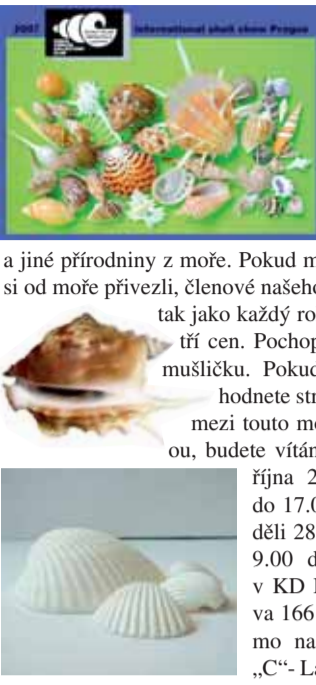 2007
International shell show Prague
a jiné přírodniny z moře. Pokud m
si od moře přivezli, členové našeho
tak jako každý ro
tří cen. Pochop
mušličku. Pokud
hodnete str
mezi touto mo
ou, budete vítán
října 2
do 17.0
děli 28
9.00 d
v KD
va 166
mo na
„C“- La